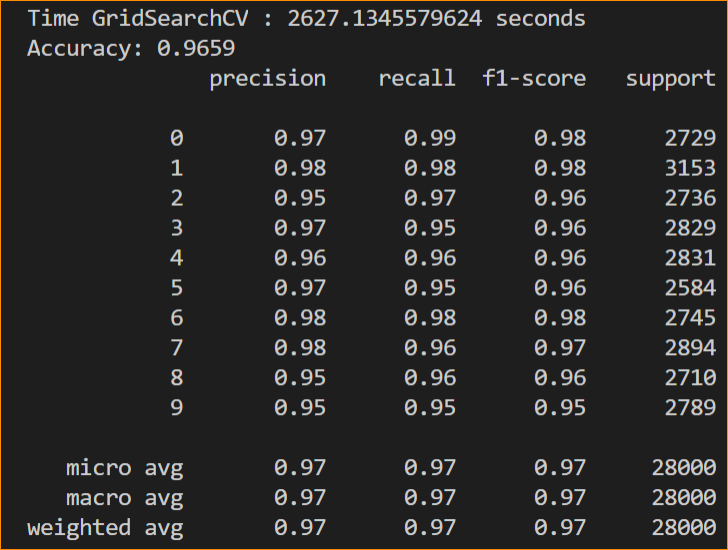 Time GridSearchCV : 2627.1345579624 seconds
Accuracy: 0.9659
precision recall f1-score support
0 0.97 0.99 0.98 2729
1 0.98 0.98 0.98 3153
2 0.95 0.97 0.96 2736
3 0.97 0.95 0.96 2829
4 0.96 0.96 0.96 2831
5 0.97 0.95 0.96 2584
6 0.98 0.98 0.98 2745
7 0.98 0.96 0.97 2894
8 0.95 0.96 0.96 2710
9 0.95 0.95 0.95 2789
micro avg 0.97 0.97 0.97 28000
macro avg 0.97 0.97 0.97 28000
weighted avg 0.97 0.97 0.97 28000